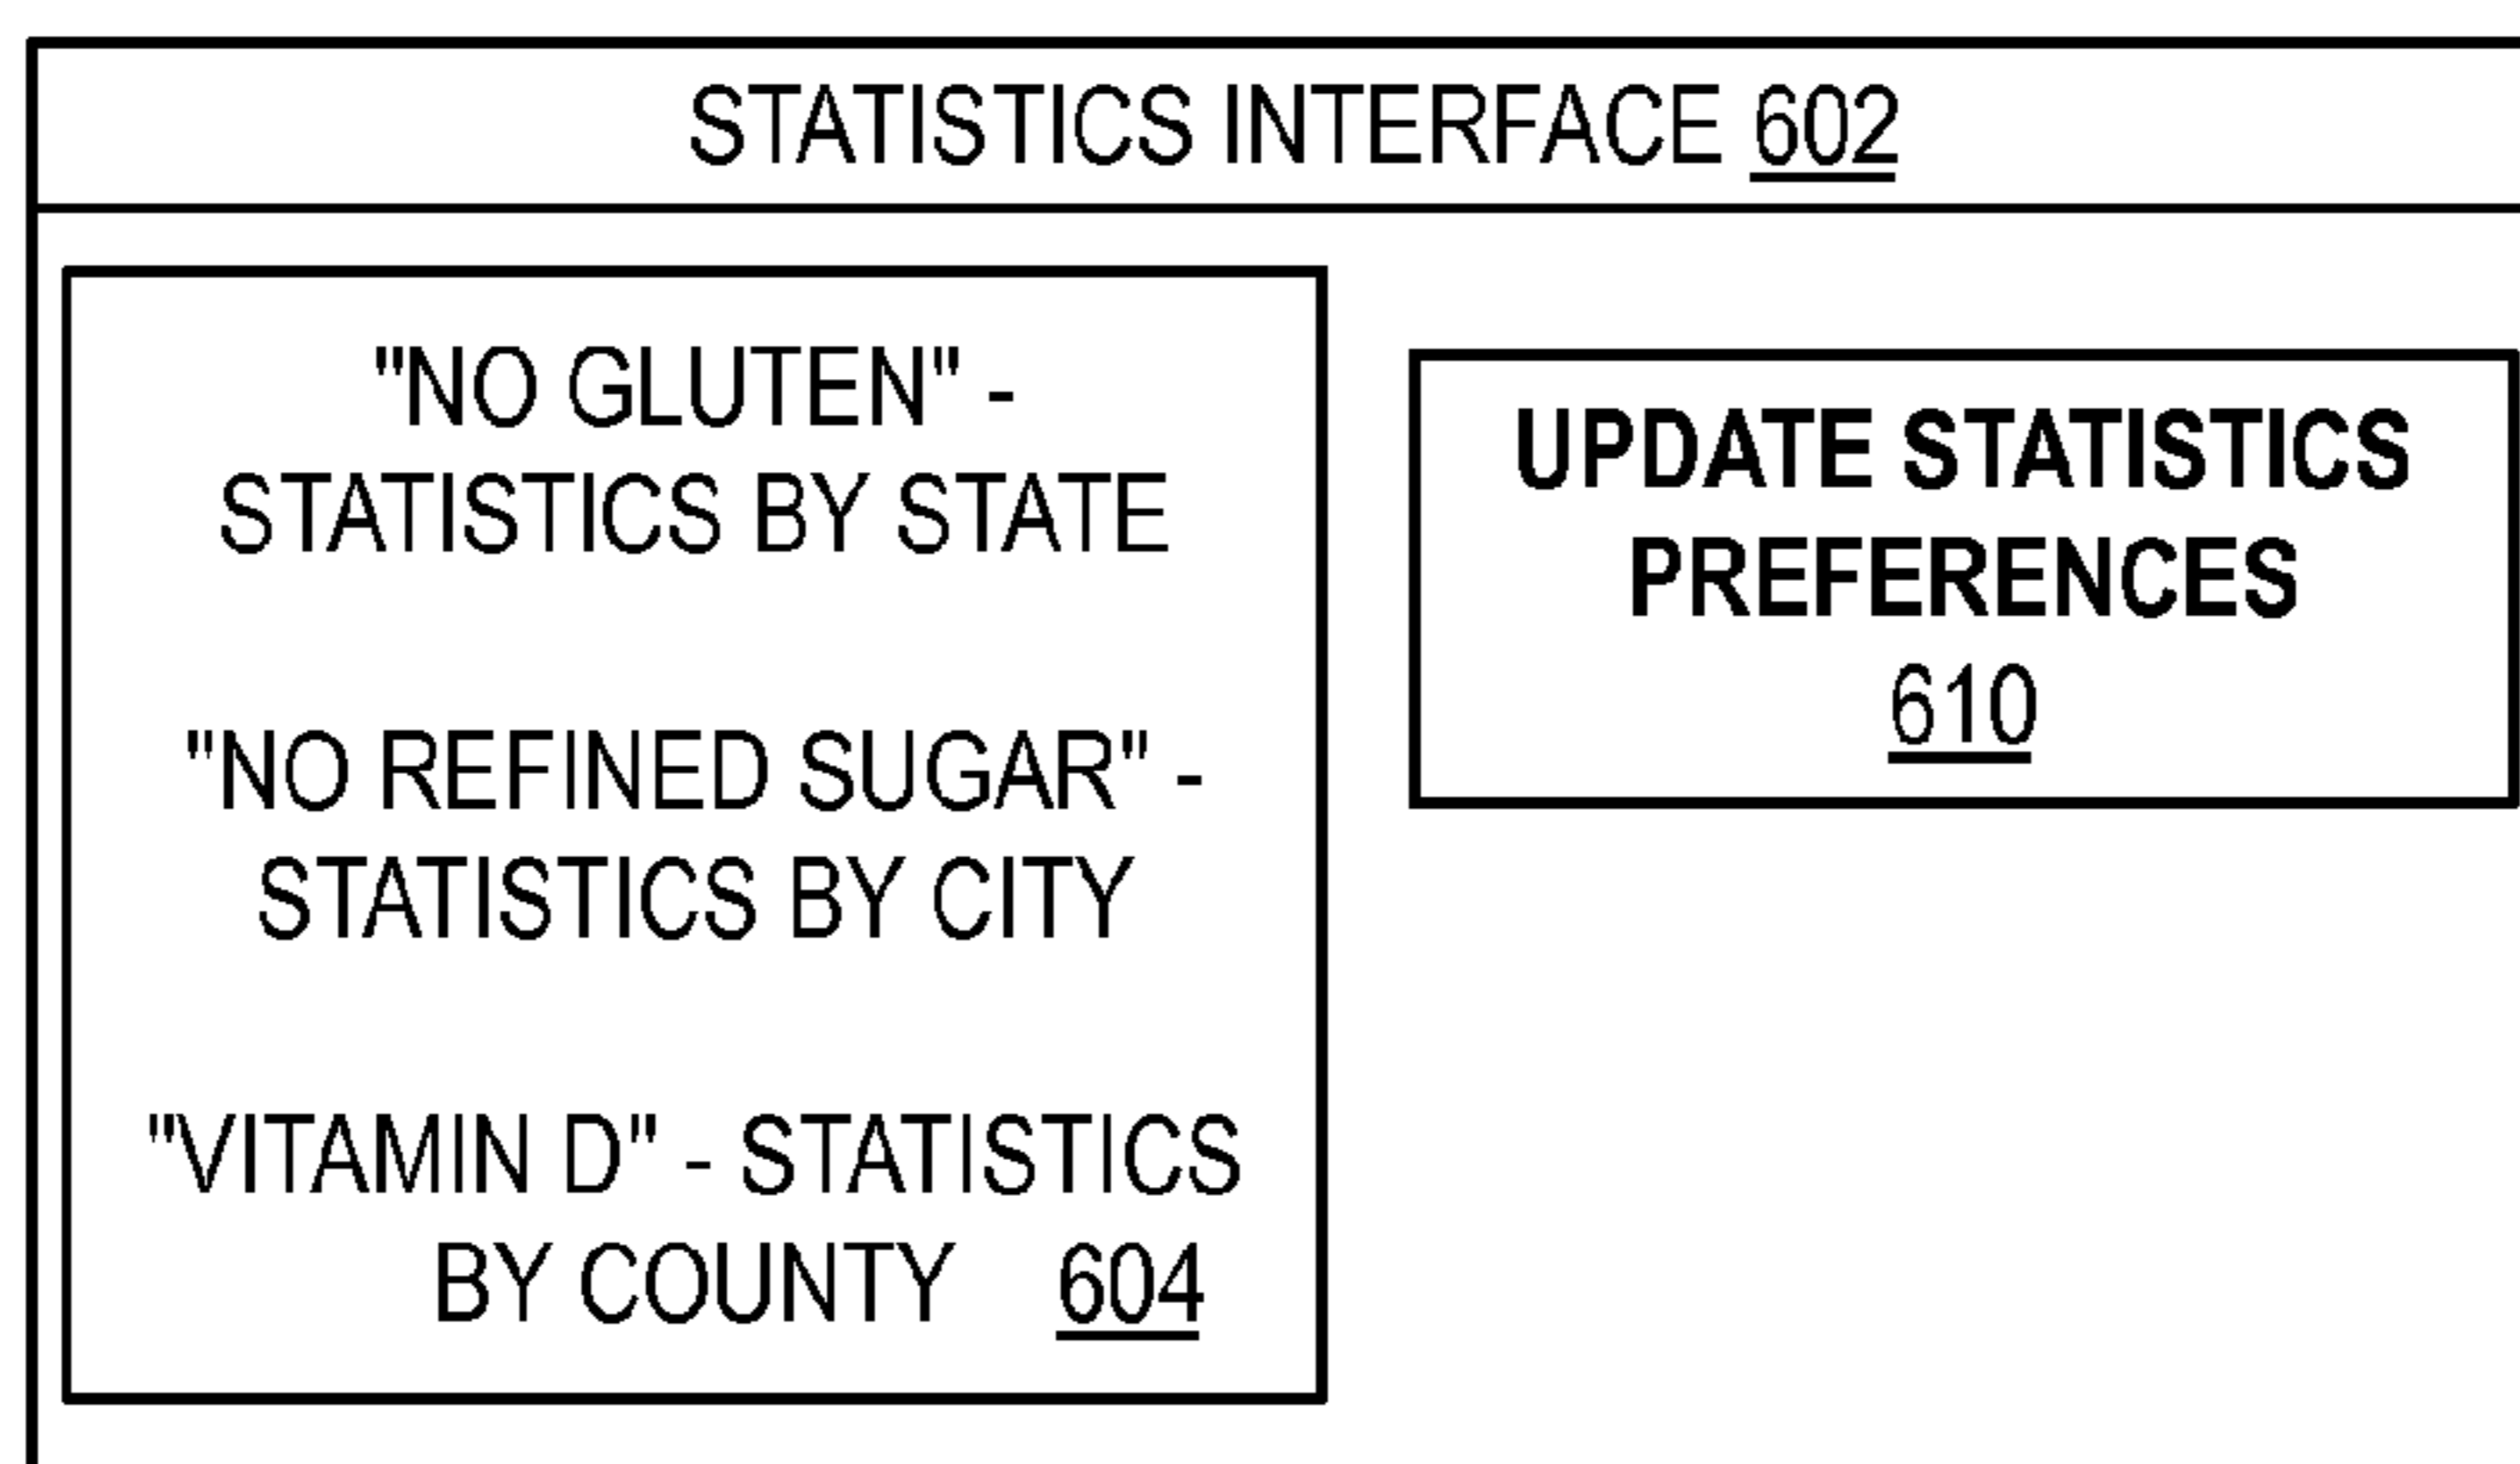 STATISTICS INTERFACE 602
"NO GLUTEN" -
STATISTICS BY STATE
"NO REFINED SUGAR" -
STATISTICS BY CITY
"VITAMIN D" - STATISTICS
BY COUNTY 604
UPDATE STATISTICS
PREFERENCES
610